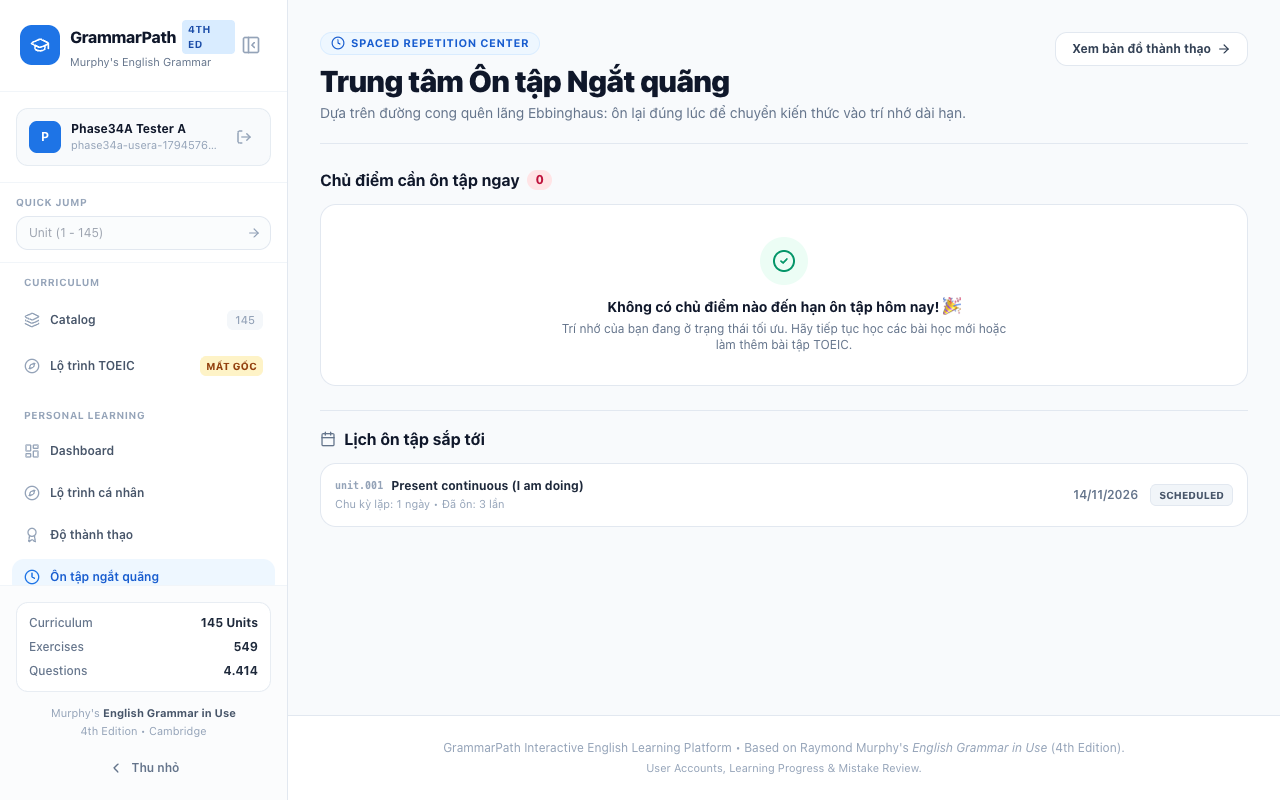 GrammarPath
4TH ED
Murphy's English Grammar
P
Phase34A Tester A
phase34a-usera-1794576...
QUICK JUMP
Unit (1 - 145)
CURRICULUM
Catalog
145
Lộ trình TOEIC
MẤT GỐC
PERSONAL LEARNING
Dashboard
Lộ trình cá nhân
Độ thành thạo
Ôn tập ngắt quãng
Curriculum
145 Units
Exercises
549
Questions
4.414
Murphy's English Grammar in Use
4th Edition • Cambridge
Thu nhỏ
SPACED REPETITION CENTER
Trung tâm Ôn tập Ngắt quãng
Dựa trên đường cong quên lãng Ebbinghaus: ôn lại đúng lúc để chuyển kiến thức vào trí nhớ dài hạn.
Xem bản đồ thành thạo →
Chủ điểm cần ôn tập ngay
0
Không có chủ điểm nào đến hạn ôn tập hôm nay! 🎉
Trí nhớ của bạn đang ở trạng thái tối ưu. Hãy tiếp tục học các bài học mới hoặc
làm thêm bài tập TOEIC.
Lịch ôn tập sắp tới
unit.001 Present continuous (I am doing)
Chu kỳ lặp: 1 ngày • Đã ôn: 3 lần
14/11/2026
SCHEDULED
GrammarPath Interactive English Learning Platform • Based on Raymond Murphy's English Grammar in Use (4th Edition).
User Accounts, Learning Progress & Mistake Review.